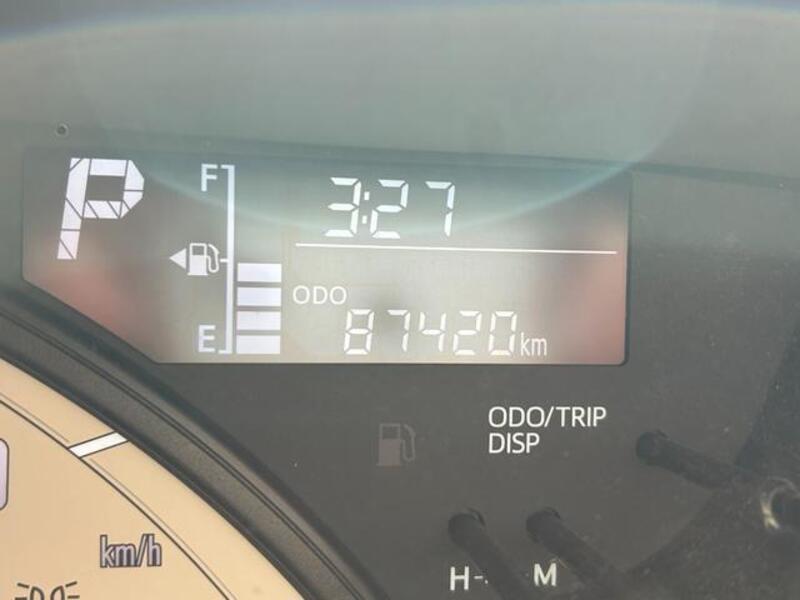 P
F
3:27
ODO
E
87420km
ODO/TRIP
DISP
km/h
H
M